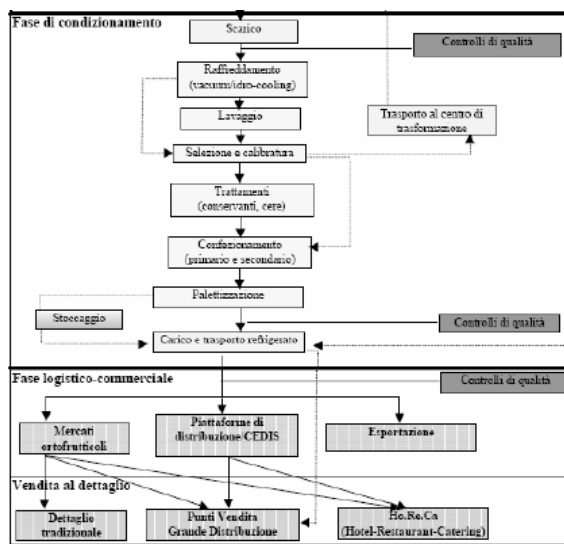 Fase di condizionamento
Scarico
Controlli di qualità
Raffreddamento
(vacuum/idro-cooling)
Trasporto al centro di
trasformazione
Lavaggio
Selezione e calibratura
Trattamenti
(conservanti, cere)
Confezionamento
(primario e secondario)
Palettizzazione
Stoccaggio
Controlli di qualità
Carico e trasporto refrigerato
Fase logistico-commerciale
Controlli di qualità
Mercati
ortofrutticoli
Piattaforme di
distribuzione/CEDIS
Esportazione
Vendita al dettaglio
Dettaglio
tradizionale
Punti Vendita
Grande Distribuzione
Ho.Re.Ca
(Hotel-Restaurant-Catering)